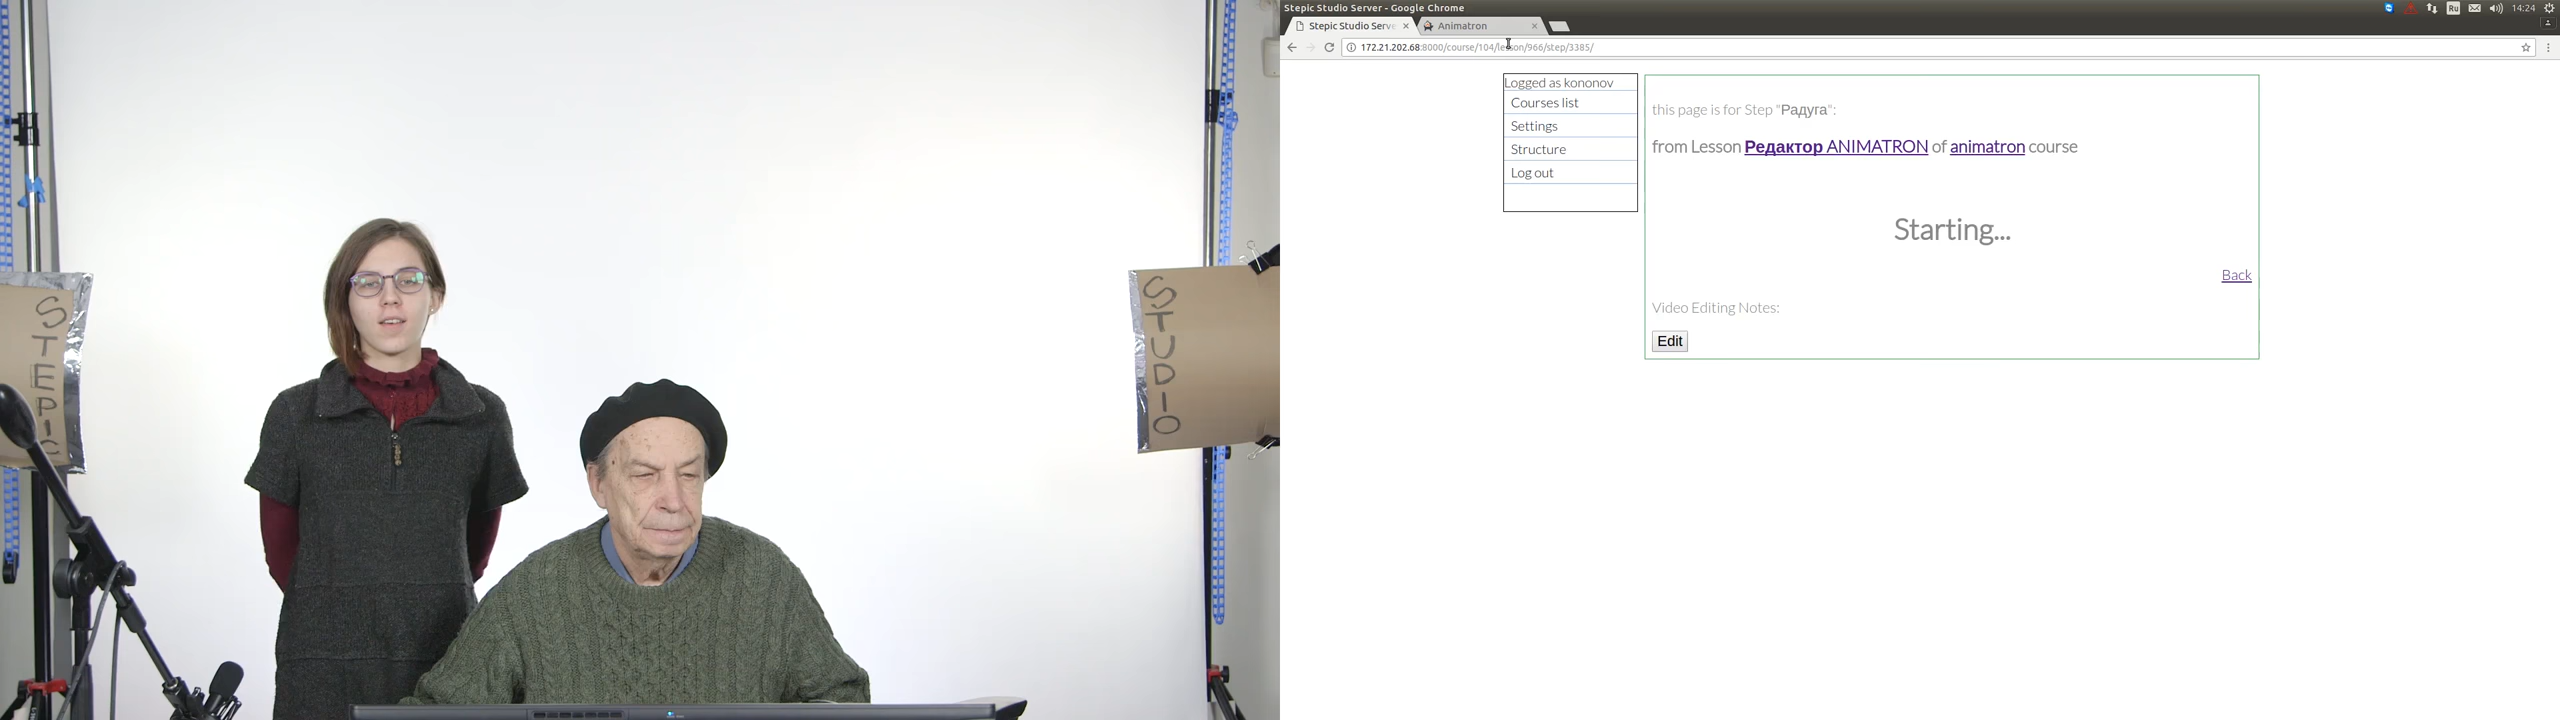 STEPIC
STUDIO
Stepic Studio Server - Google Chrome
Ru
14:24
Stepic Studio Serve
Animatron
172.21.202.68:8000/course/104/lesson/966/step/3385/
Logged as kononov
Courses list
Settings
Structure
Log out
this page is for Step "Радуга":
from Lesson Редактор ANIMATRON of animatron course
Starting...
Back
Video Editing Notes:
Edit